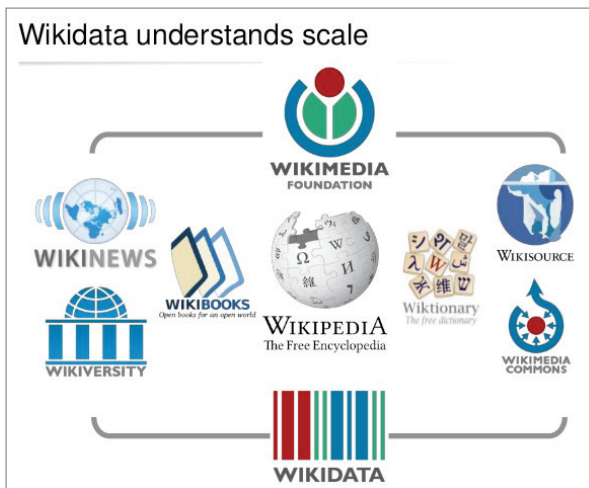 Wikidata understands scale
WIKIMEDIA
FOUNDATION
WIKINEWS
WIKIBOOKS
Open books for an open world
WIKIPEDIA
The Free Encyclopedia
Wiktionary
The free dictionary
WIKISOURCE
WIKIVERSITY
WIKIMEDIA
COMMONS
WIKIDATA